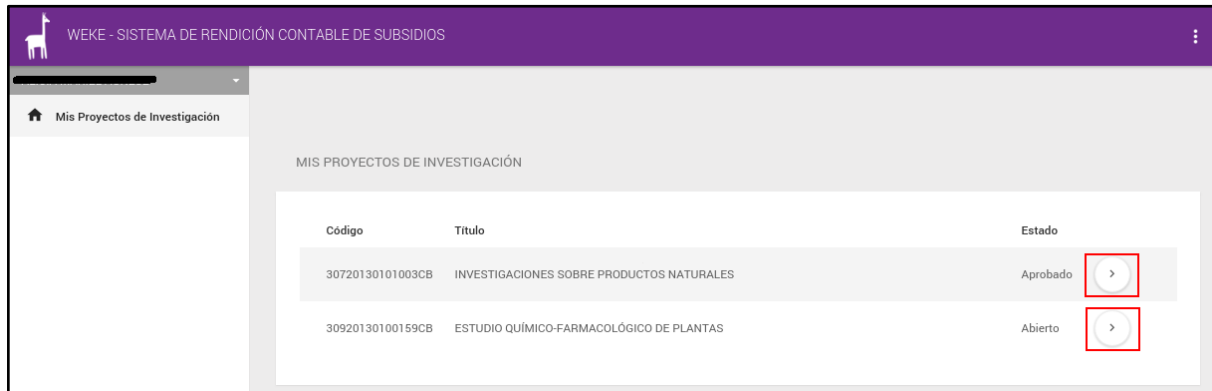 WEKE - SISTEMA DE RENDICIÓN CONTABLE DE SUBSIDIOS
Mis Proyectos de Investigación
MIS PROYECTOS DE INVESTIGACIÓN
Código Título Estado
30720130101003CB INVESTIGACIONES SOBRE PRODUCTOS NATURALES Aprobado
30920130100159CB ESTUDIO QUÍMICO-FARMACOLÓGICO DE PLANTAS Abierto